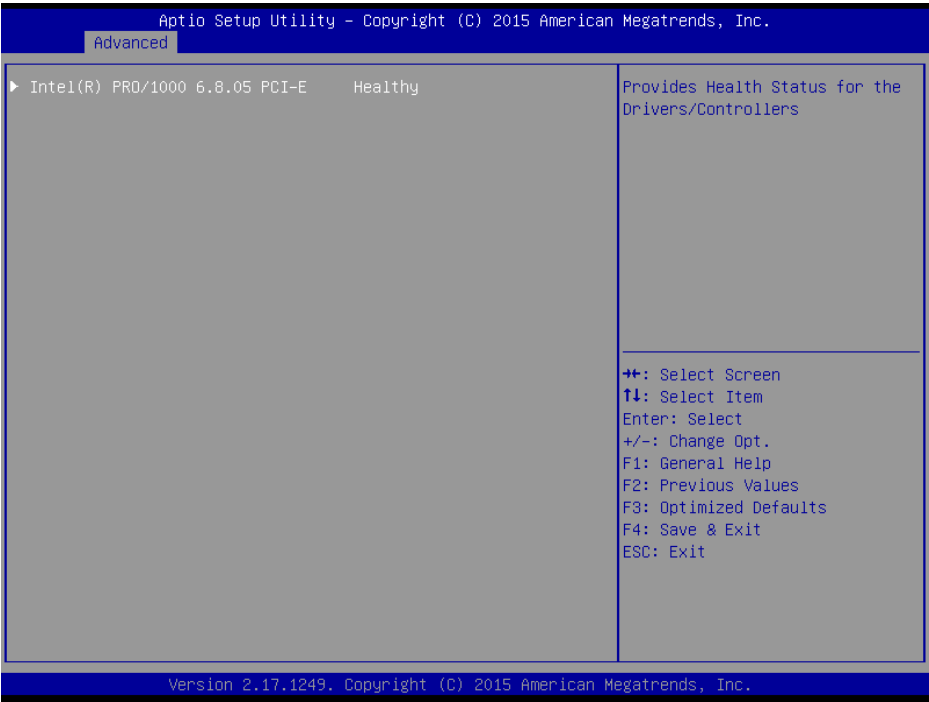 Aptio Setup Utility – Copyright (C) 2015 American Megatrends, Inc.
Advanced
▶ Intel(R) PRO/1000 6.8.05 PCI-E Healthy
Provides Health Status for the
Drivers/Controllers
→←: Select Screen
↑↓: Select Item
Enter: Select
+/-: Change Opt.
F1: General Help
F2: Previous Values
F3: Optimized Defaults
F4: Save & Exit
ESC: Exit
Version 2.17.1249. Copyright (C) 2015 American Megatrends, Inc.